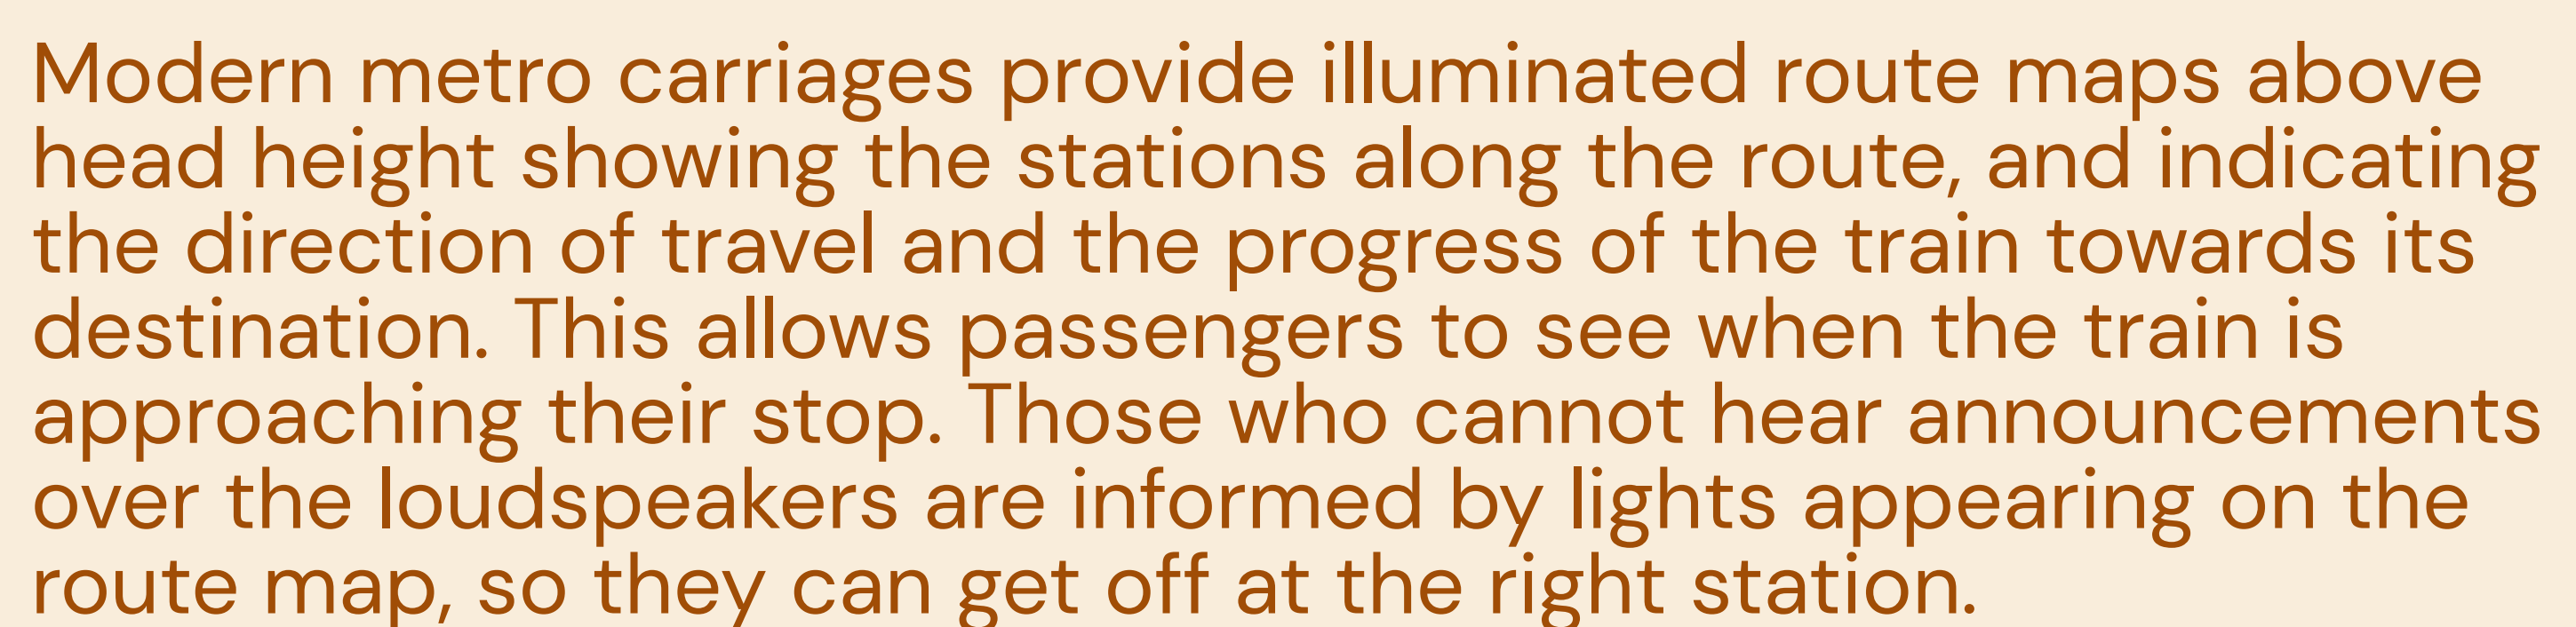 Modern metro carriages provide illuminated route maps above
head height showing the stations along the route, and indicating
the direction of travel and the progress of the train towards its
destination. This allows passengers to see when the train is
approaching their stop. Those who cannot hear announcements
over the loudspeakers are informed by lights appearing on the
route map, so they can get off at the right station.